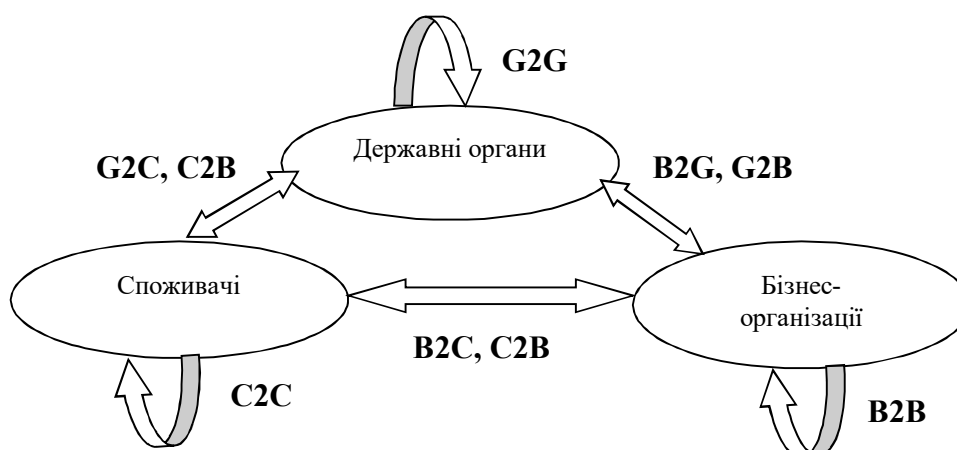 G2G
Державні органи
G2C, C2B
B2G, G2B
Споживачі
Бізнес-
організації
B2C, C2B
C2C
B2B